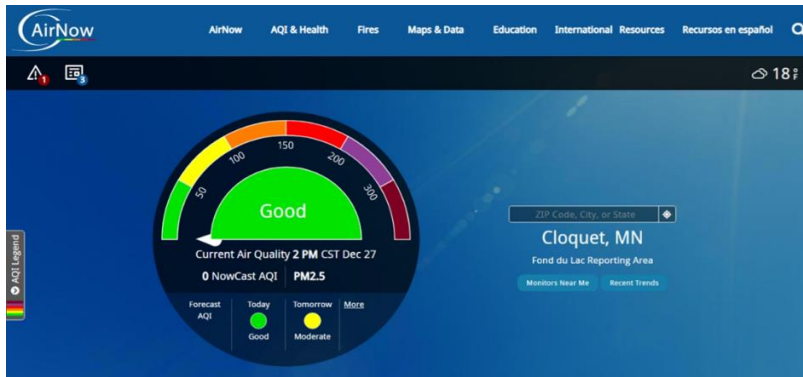 AirNow
AirNow AQI & Health Fires Maps & Data Education International Resources Recursos en español
1 3 18 °F
50 100 150 200 300
Good
Current Air Quality 2 PM CST Dec 27
0 NowCast AQI PM2.5
Forecast AQI
Today
Good
Tomorrow
Moderate
More
ZIP Code, City, or State
Cloquet, MN
Fond du Lac Reporting Area
Monitors Near Me Recent Trends
AQI Legend